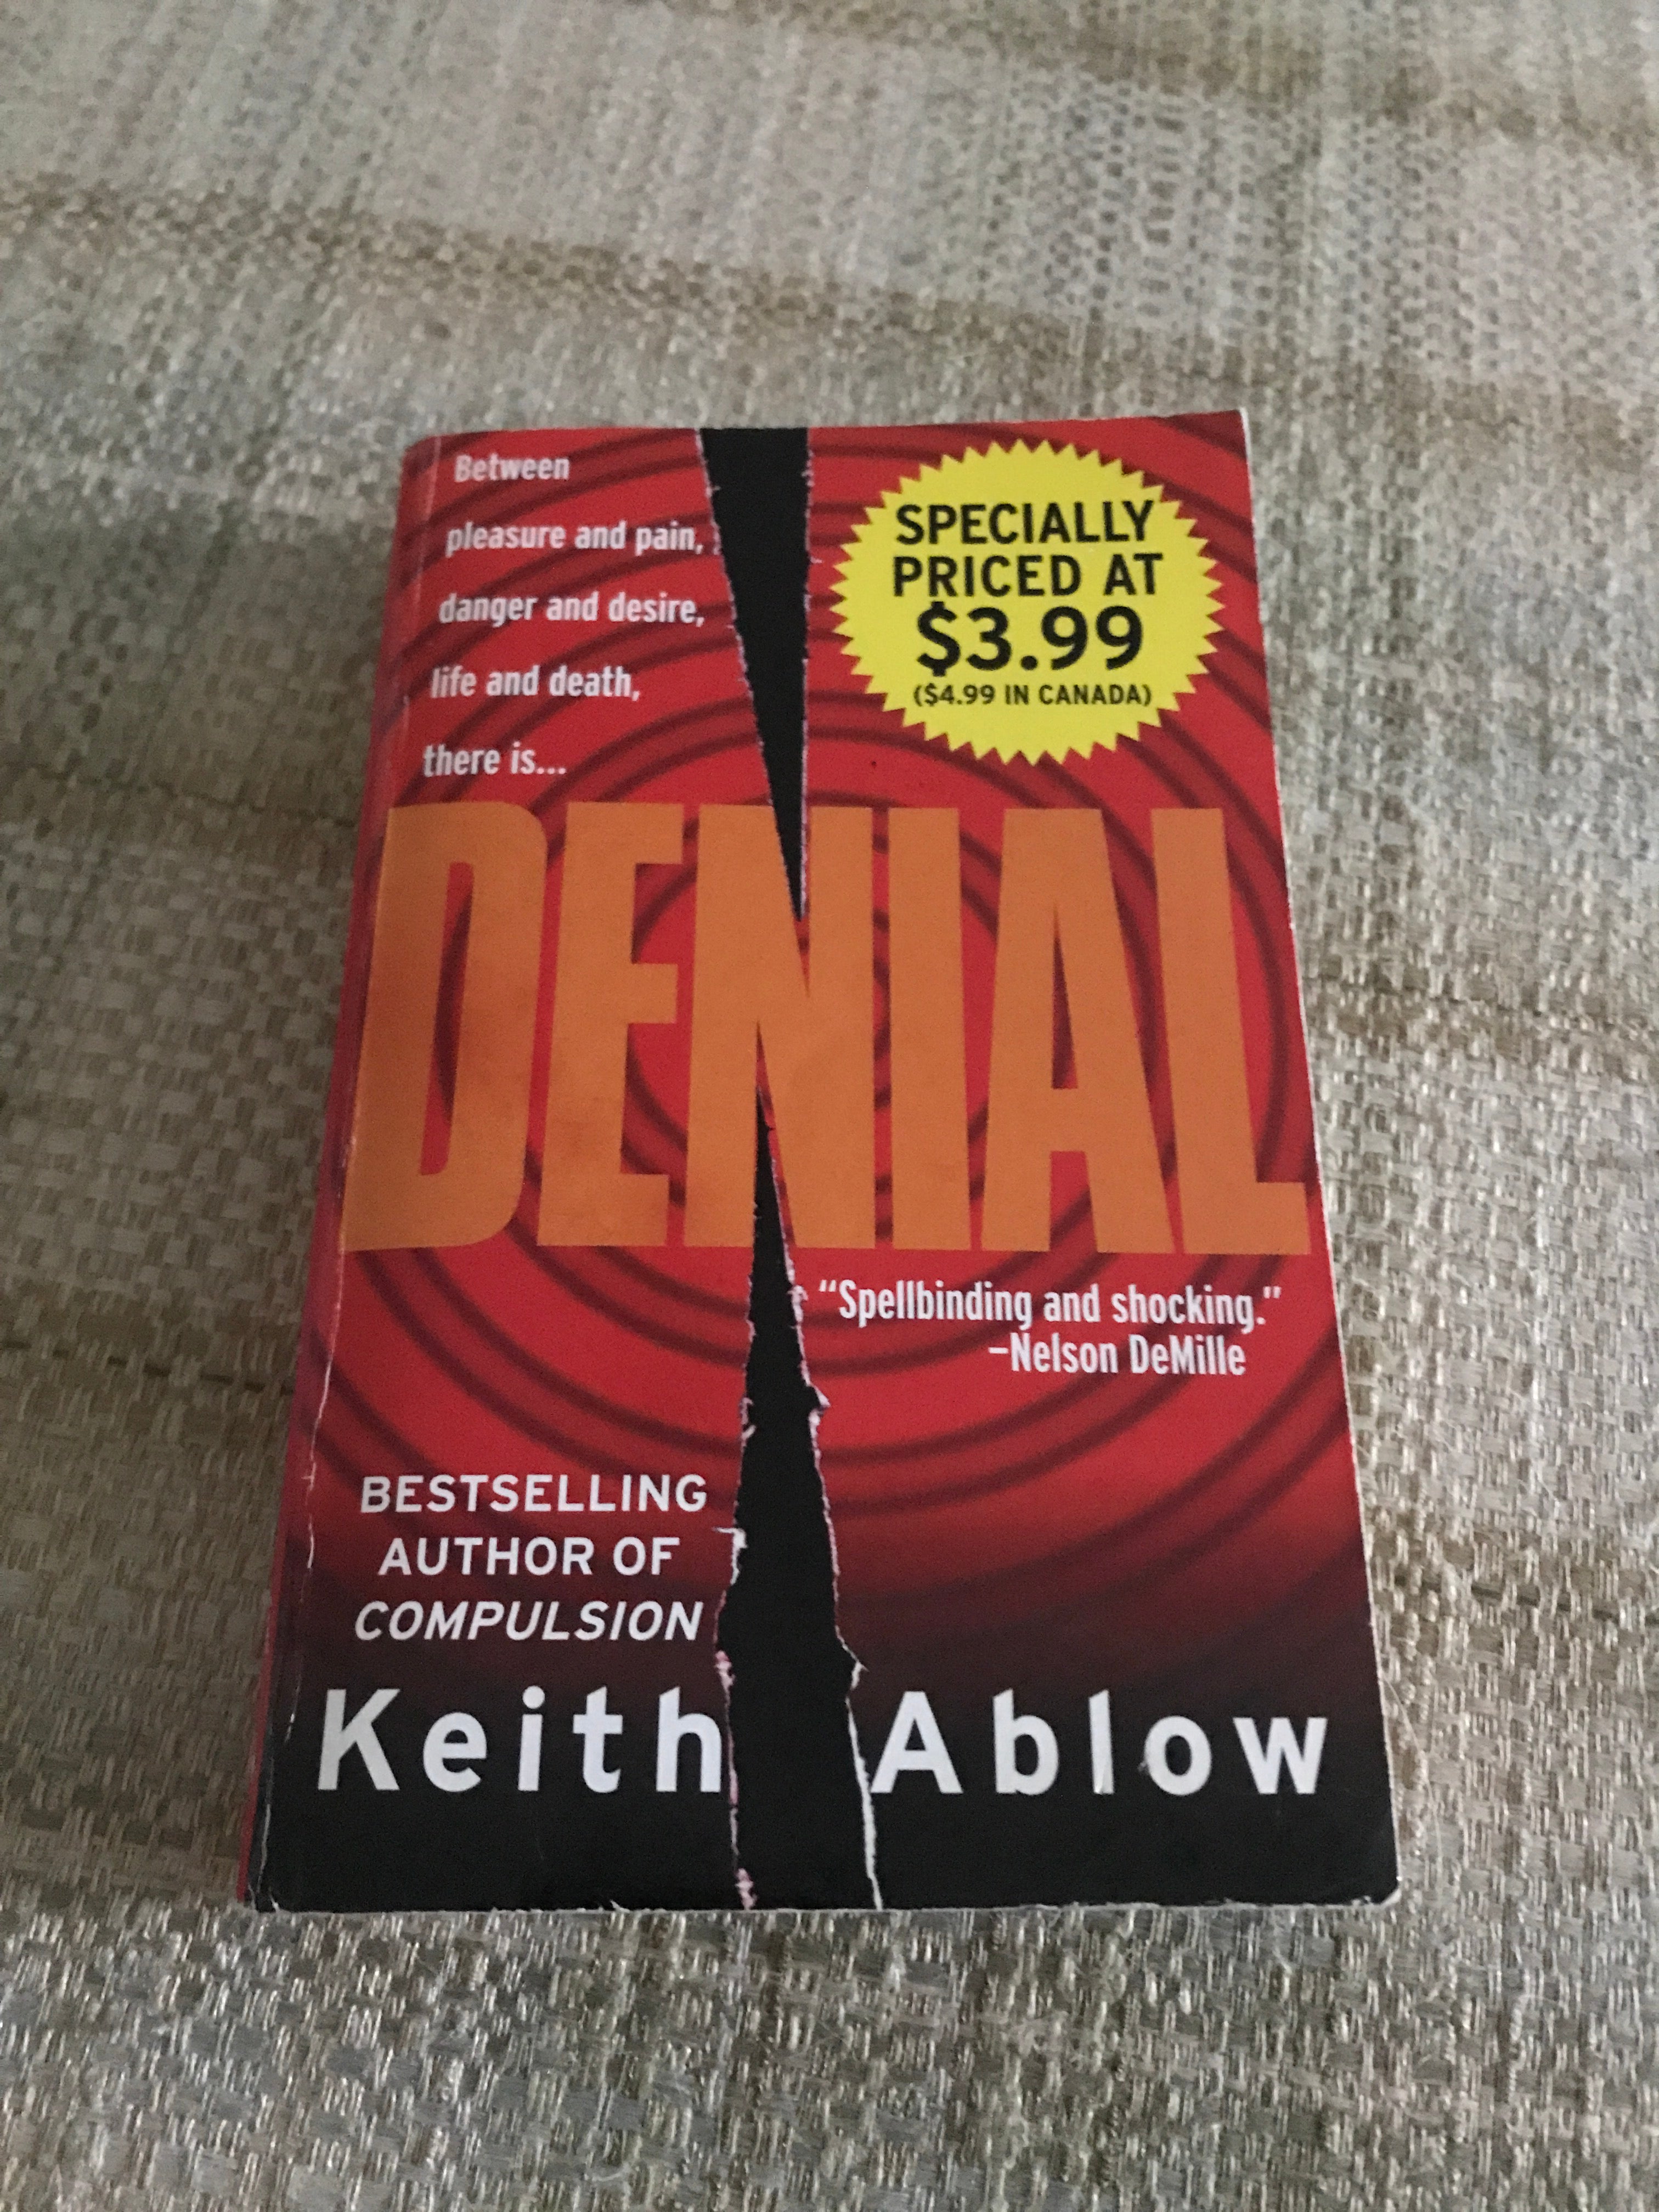 Between
pleasure and pain,
danger and desire,
life and death,
there is...
SPECIALLY
PRICED AT
$3.99
($4.99 IN CANADA)
DENIAL
“Spellbinding and shocking.”
–Nelson DeMille
BESTSELLING
AUTHOR OF
COMPULSION
Keith Ablow